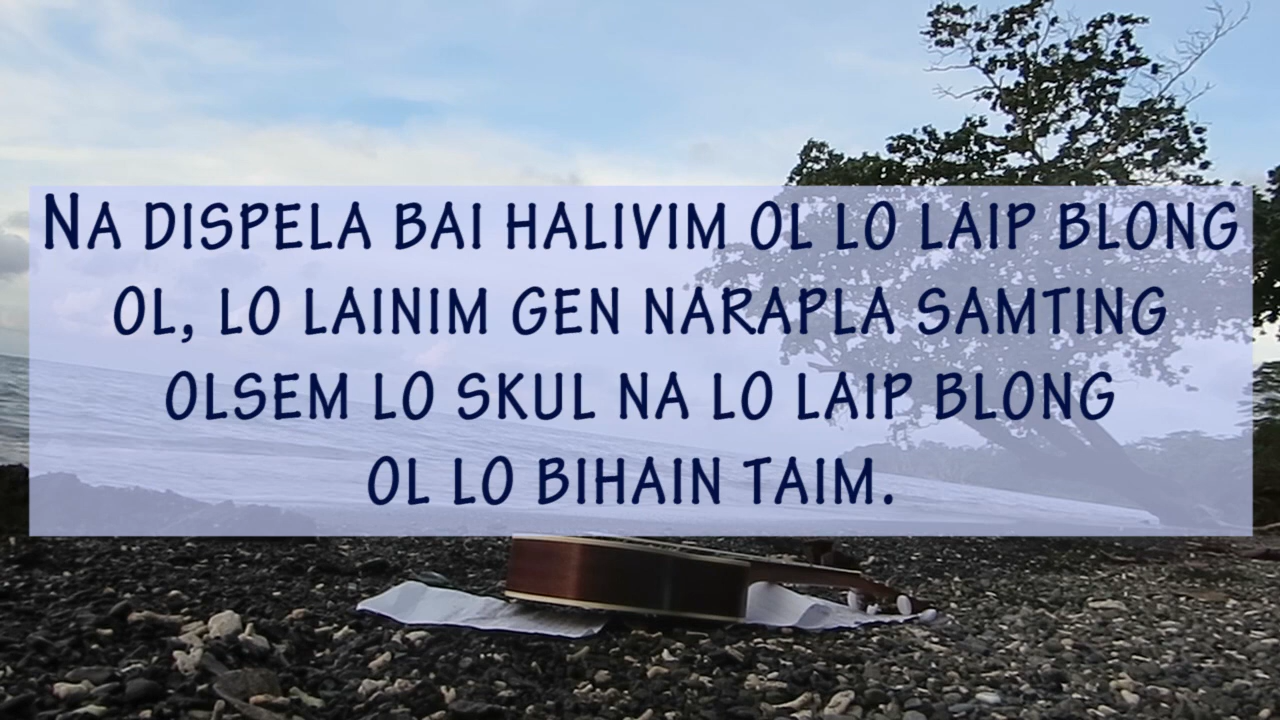 Na dispela bai halivim ol lo laip blong
ol, lo lainim gen narapla samting
olsem lo skul na lo laip blong
ol lo bihain taim.